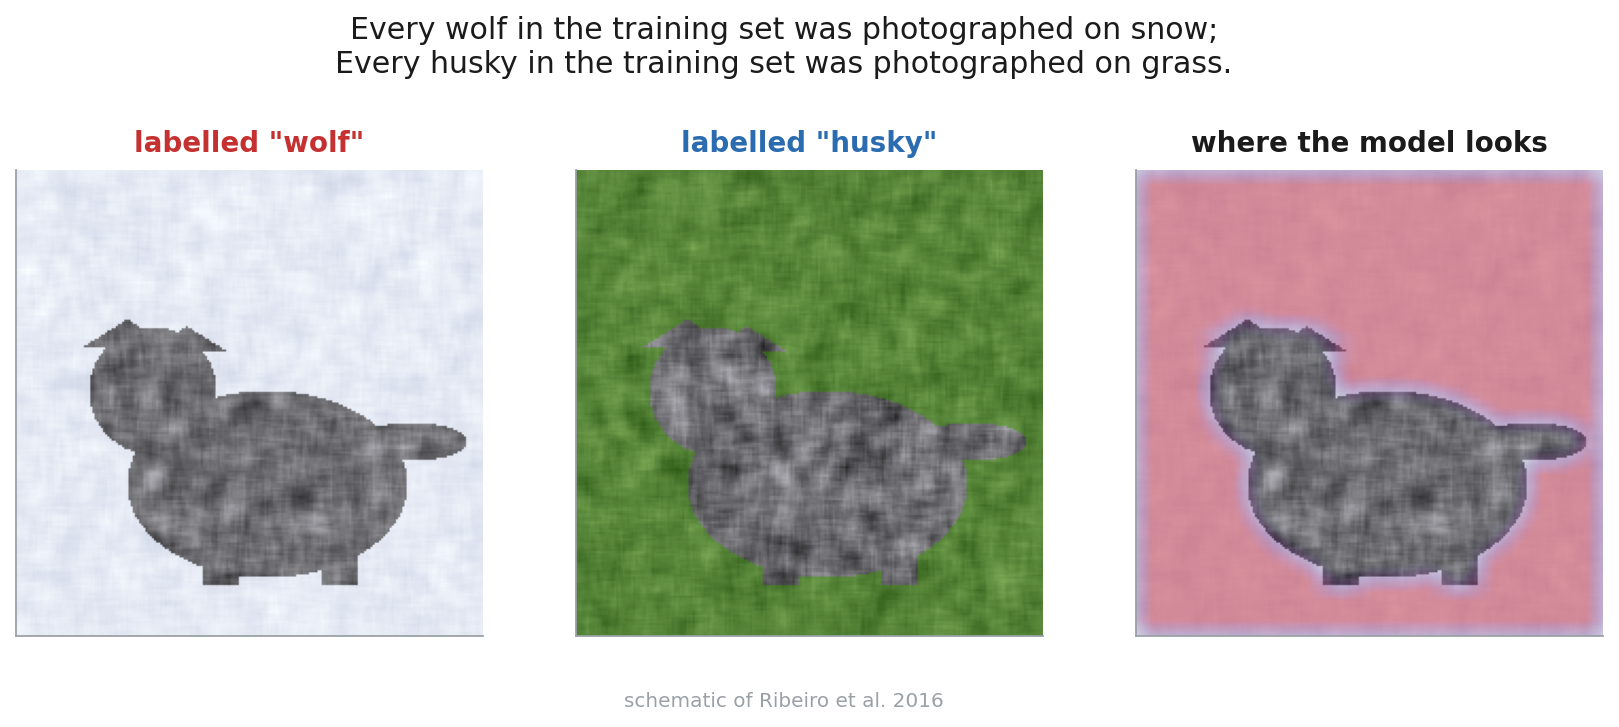 Every wolf in the training set was photographed on snow;
Every husky in the training set was photographed on grass.
labelled "wolf"
labelled "husky"
where the model looks
schematic of Ribeiro et al. 2016